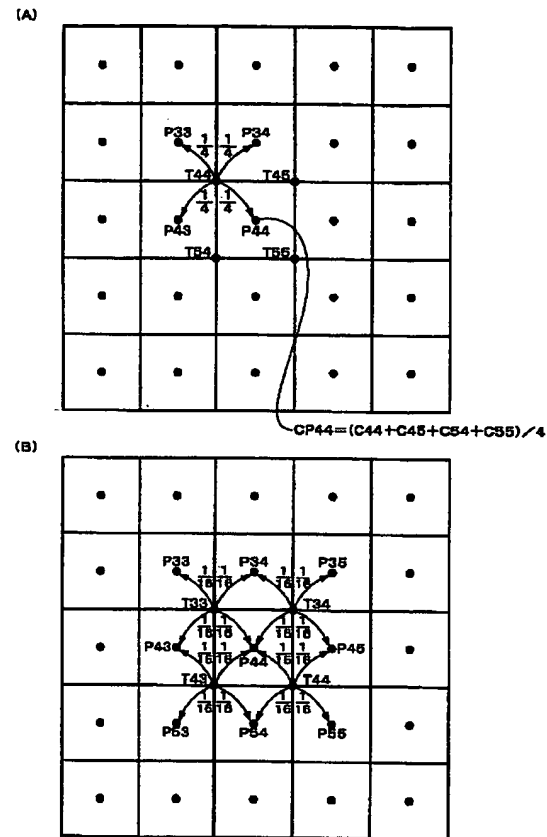 (A)
P33 1/4 1/4 P34
T44 T45
P43 1/4 1/4 P44
T54 T55
CP44=(C44+C45+C54+C55)/4
(B)
P33 1/16 1/16 P34 1/16 1/16 P35
T33 T34
P43 1/16 1/16 P44 1/16 1/16 P45
1/16 1/16 1/16 1/16
T43 T44
P53 1/16 1/16 P54 1/16 1/16 P55